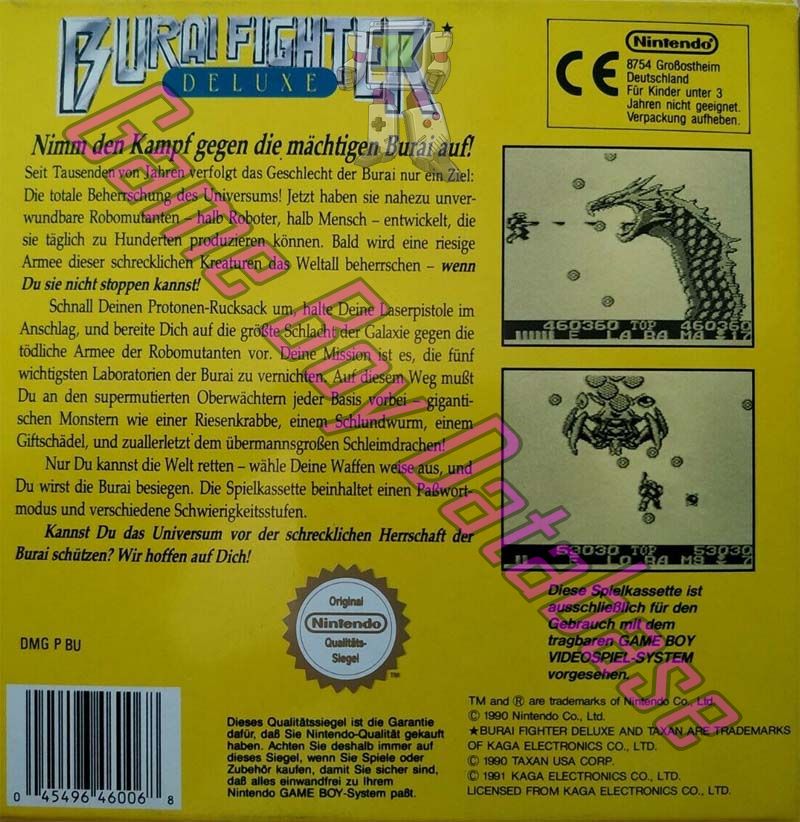 BURAI FIGHTER★
DELUXE
Nintendo
CE
8754 Großostheim
Deutschland
Für Kinder unter 3
Jahren nicht geeignet.
Verpackung aufheben.
Nimm den Kampf gegen die mächtigen Burai auf!
Seit Tausenden von Jahren verfolgt das Geschlecht der Burai nur ein Ziel:
Die totale Beherrschung des Universums! Jetzt haben sie nahezu unver-
wundbare Robomutanten – halb Roboter, halb Mensch – entwickelt, die
sie täglich zu Hunderten produzieren können. Bald wird eine riesige
Armee dieser schrecklichen Kreaturen das Weltall beherrschen – wenn
Du sie nicht stoppen kannst!
Schnall Deinen Protonen-Rucksack um, halte Deine Laserpistole im
Anschlag, und bereite Dich auf die größte Schlacht der Galaxie gegen die
tödliche Armee der Robomutanten vor. Deine Mission ist es, die fünf
wichtigsten Laboratorien der Burai zu vernichten. Auf diesem Weg mußt
Du an den supermutierten Oberwächtern jeder Basis vorbei – giganti-
schen Monstern wie einer Riesenkrabbe, einem Schlundwurm, einem
Giftschädel, und zuallerletzt dem übermannsgroßen Schleimdrachen!
Nur Du kannst die Welt retten – wähle Deine Waffen weise aus, und
Du wirst die Burai besiegen. Die Spielkassette beinhaltet einen Paßwort-
modus und verschiedene Schwierigkeitsstufen.
Kannst Du das Universum vor der schrecklichen Herrschaft der
Burai schützen? Wir hoffen auf Dich!
460360 TOP 460360
E LA RA MA 17
53030 TOP 53030
LO RA M9 7
Diese Spielkassette ist
ausschließlich für den
Gebrauch mit dem
tragbaren GAME BOY
VIDEOSPIEL-SYSTEM
vorgesehen.
Original
Nintendo
Qualitäts-
Siegel
TM
DMG P BU
0 45496 46006 8
Dieses Qualitätssiegel ist die Garantie
dafür, daß Sie Nintendo-Qualität gekauft
haben. Achten Sie deshalb immer auf
dieses Siegel, wenn Sie Spiele oder
Zubehör kaufen, damit Sie sicher sind,
daß alles einwandfrei zu Ihrem
Nintendo GAME BOY-System paßt.
TM and ® are trademarks of Nintendo Co., Ltd.
© 1990 Nintendo Co., Ltd.
★BURAI FIGHTER DELUXE AND TAXAN ARE TRADEMARKS
OF KAGA ELECTRONICS CO., LTD.
© 1990 TAXAN USA CORP.
© 1991 KAGA ELECTRONICS CO., LTD.
LICENSED FROM KAGA ELECTRONICS CO., LTD.
Game Boy Database